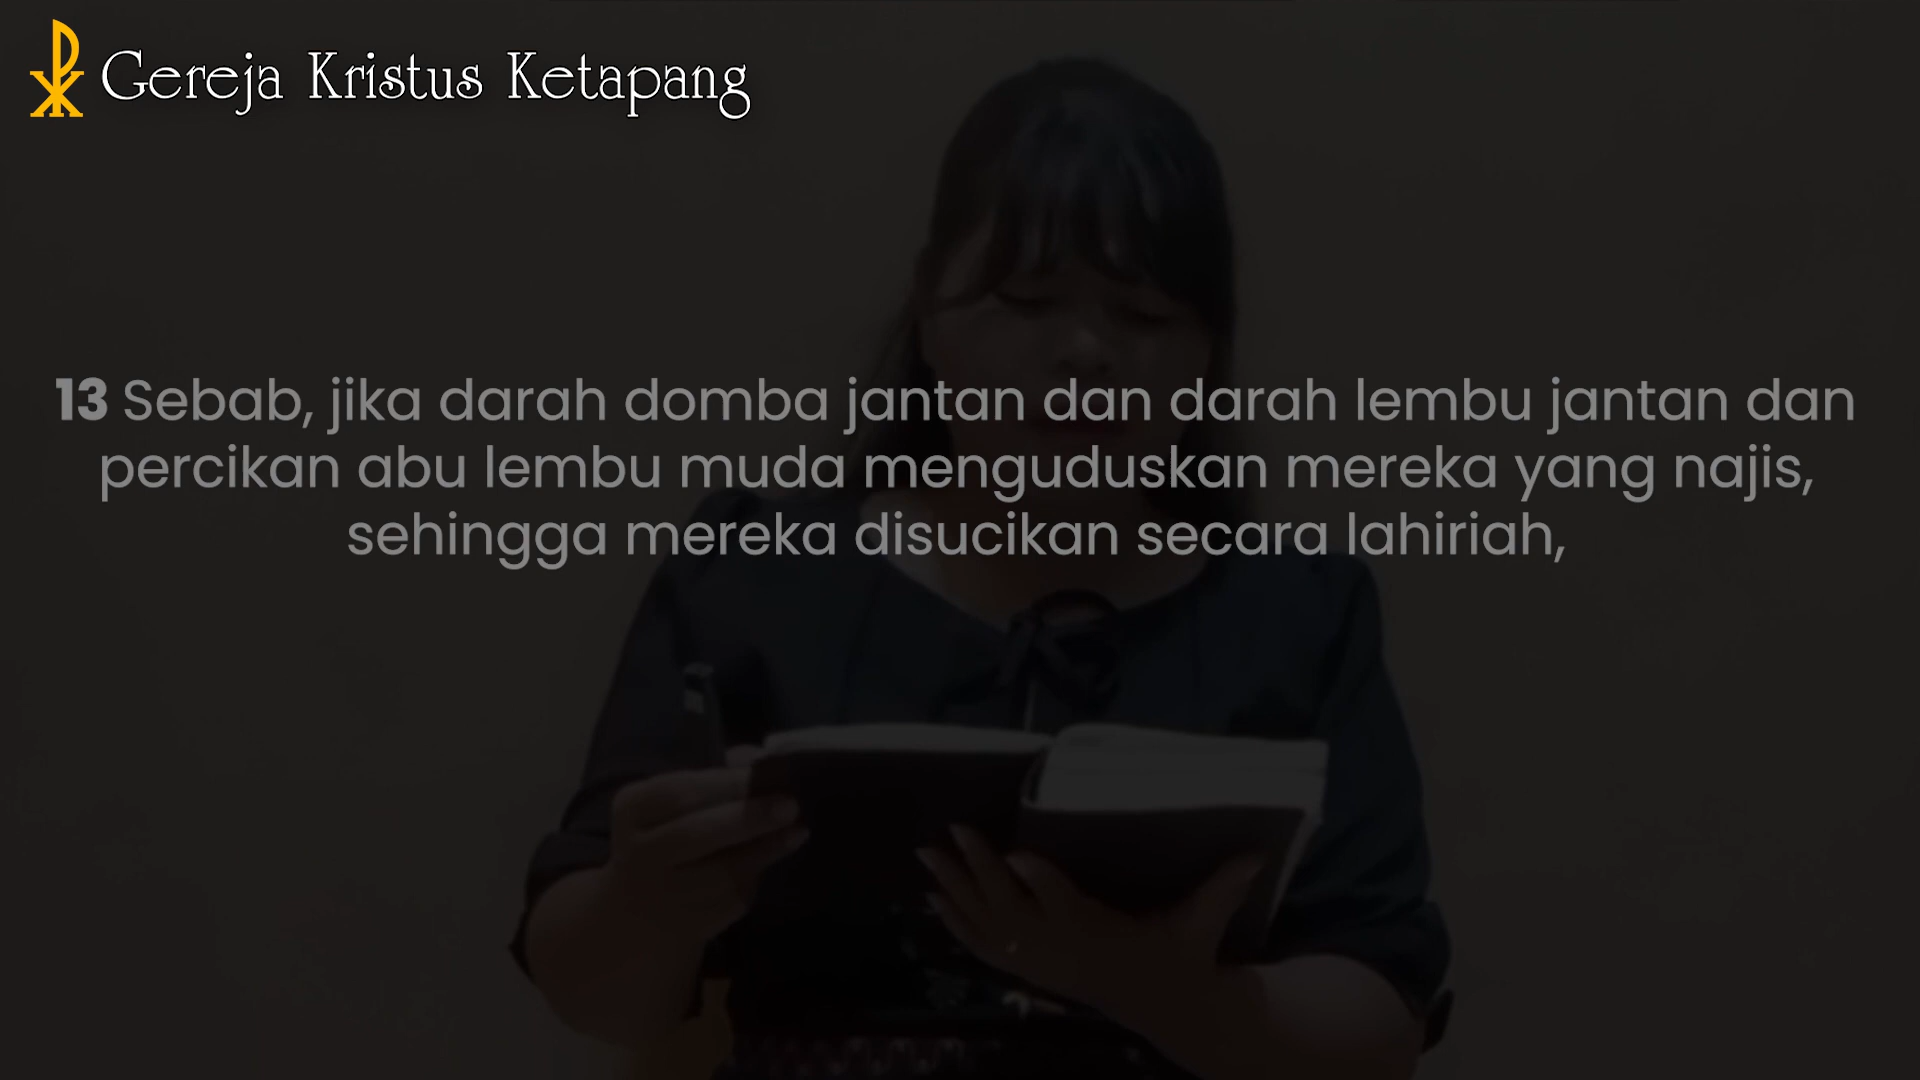 Gereja Kristus Ketapang
13 Sebab, jika darah domba jantan dan darah lembu jantan dan
percikan abu lembu muda menguduskan mereka yang najis,
sehingga mereka disucikan secara lahiriah,